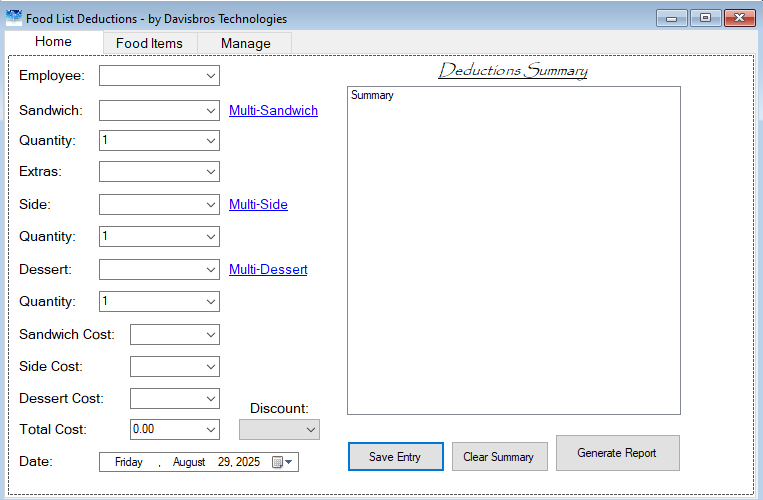 Food List Deductions - by Davisbros Technologies
Home
Food Items
Manage
Employee:
Sandwich:
Multi-Sandwich
Quantity:
1
Extras:
Side:
Multi-Side
Quantity:
1
Dessert:
Multi-Dessert
Quantity:
1
Sandwich Cost:
Side Cost:
Dessert Cost:
Discount:
Total Cost:
0.00
Date:
Friday , August 29, 2025
Deductions Summary
Summary
Save Entry
Clear Summary
Generate Report